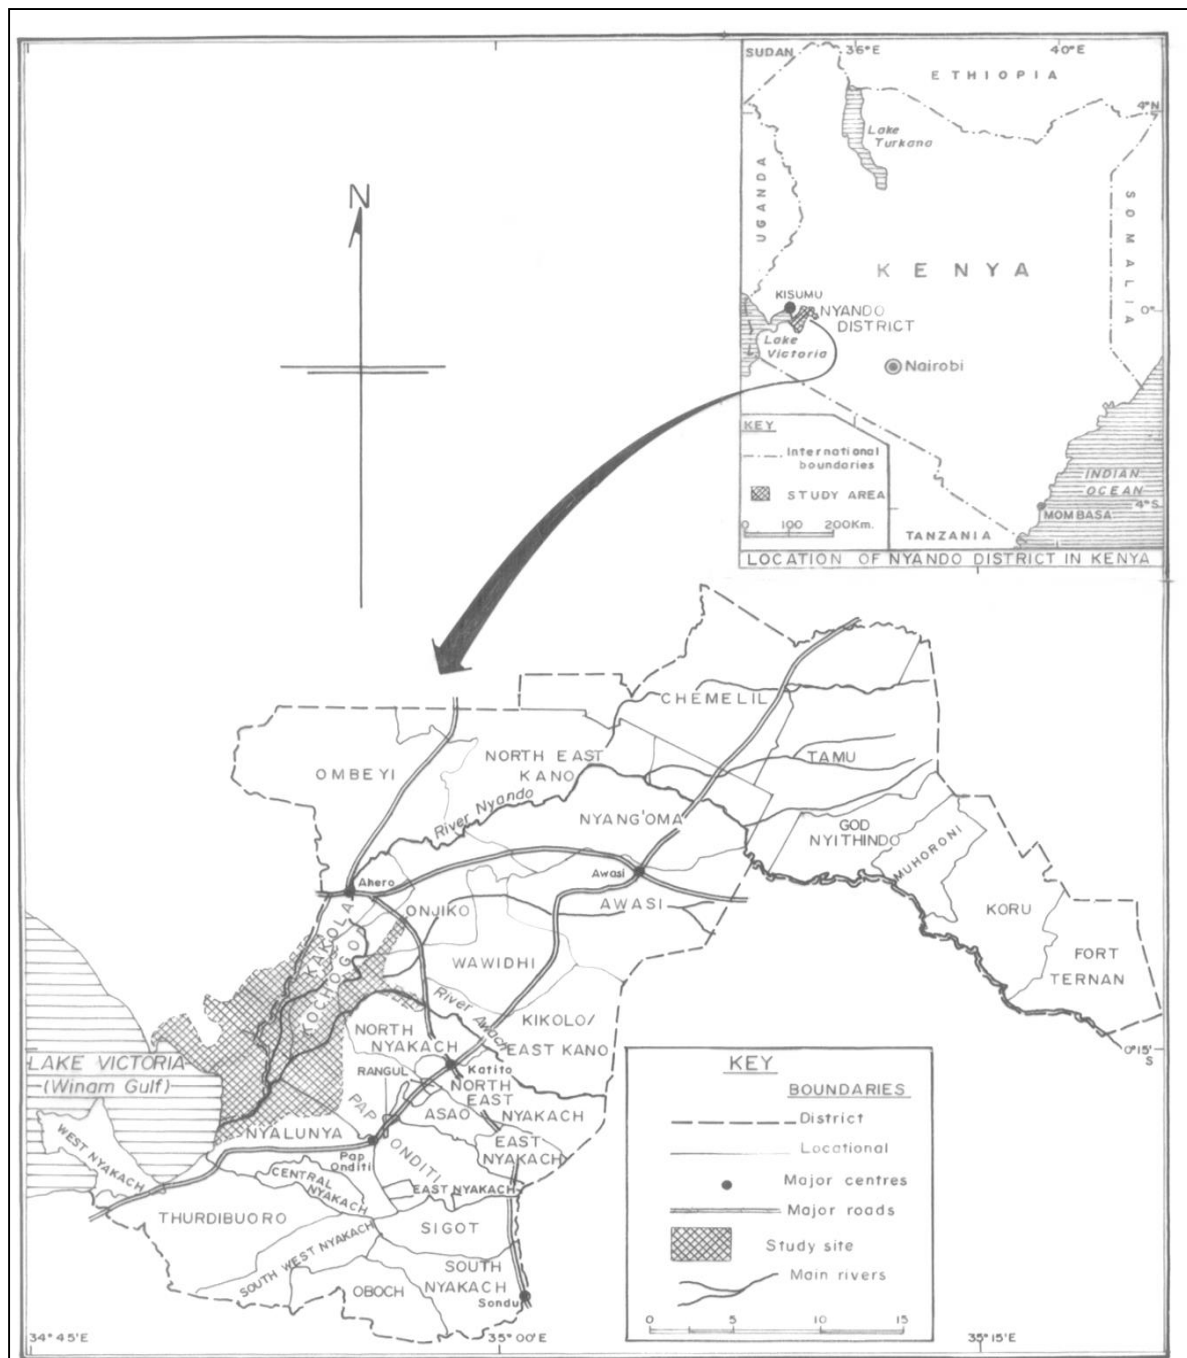 SUDAN
36°E
40°E
ETHIOPIA
4°N
Lake
Turkana
UGANDA
SOMALIA
KENYA
KISUMU
0°
NYANDO
DISTRICT
Lake
Victoria
Nairobi
KEY
International
boundaries
STUDY AREA
0 100 200Km.
INDIAN
OCEAN
4°S
MOMBASA
TANZANIA
LOCATION OF NYANDO DISTRICT IN KENYA
N
CHEMELIL
OMBEYI
NORTH EAST
KANO
TAMU
River Nyando
NYANG'OMA
GOD
NYITHINDO
MUHORONI
Ahero
Awasi
AWASI
ONJIKO
KORU
KAKOLA
KOCHOGO
WAWIDHI
FORT
TERNAN
River Awach
KIKOLO/
EAST KANO
NORTH
NYAKACH
LAKE VICTORIA
(Winam Gulf)
RANGUL
Katito
NORTH
EAST
NYAKACH
0°15'
S
PAP
ONDITI
ASAO
NYALUNYA
EAST
NYAKACH
WEST NYAKACH
Pap
Onditi
CENTRAL
NYAKACH
EAST NYAKACH
THURDIBUORO
SIGOT
SOUTH WEST NYAKACH
SOUTH
NYAKACH
OBOCH
Sondu
KEY
BOUNDARIES
District
Locational
Major centres
Major roads
Study site
Main rivers
0 5 10 15
34°45'E
35°00'E
35°15'E